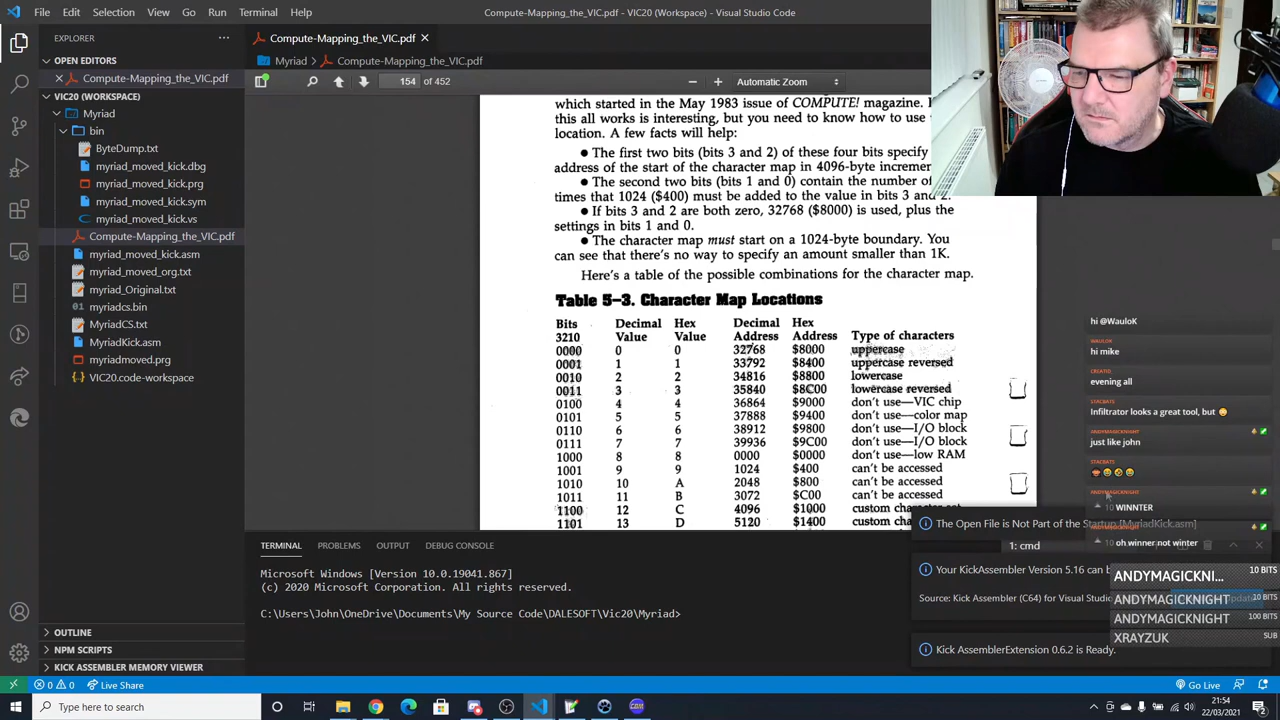 File Edit Selection View Go Run Terminal Help
Compute-Mapping_the_VIC.pdf - VIC20 (Workspace) - Visual Studio Code
EXPLORER
OPEN EDITORS
Compute-Mapping_the_VIC.pdf
VIC20 (WORKSPACE)
Myriad
bin
ByteDump.txt
myriad_moved_kick.dbg
myriad_moved_kick.prg
myriad_moved_kick.sym
myriad_moved_kick.vs
Compute-Mapping_the_VIC.pdf
myriad_moved_kick.asm
myriad_moved_org.txt
myriad_Original.txt
myriadcs.bin
MyriadCS.txt
MyriadKick.asm
myriadmoved.prg
VIC20.code-workspace
OUTLINE
NPM SCRIPTS
KICK ASSEMBLER MEMORY VIEWER
Compute-Mapping_the_VIC.pdf
Myriad > Compute-Mapping_the_VIC.pdf
154 of 452
Automatic Zoom
which started in the May 1983 issue of COMPUTE! magazine.
this all works is interesting, but you need to know how to use
location. A few facts will help:
● The first two bits (bits 3 and 2) of these four bits specify
address of the start of the character map in 4096-byte incremen
● The second two bits (bits 1 and 0) contain the number of
times that 1024 ($400) must be added to the value in bits 3 and 2.
● If bits 3 and 2 are both zero, 32768 ($8000) is used, plus the
settings in bits 1 and 0.
● The character map must start on a 1024-byte boundary. You
can see that there's no way to specify an amount smaller than 1K.
Here's a table of the possible combinations for the character map.
Table 5-3. Character Map Locations
Bits Decimal Hex Decimal Hex
3210 Value Value Address Address Type of characters
0000 0 0 32768 $8000 uppercase
0001 1 1 33792 $8400 uppercase reversed
0010 2 2 34816 $8800 lowercase
0011 3 3 35840 $8C00 lowercase reversed
0100 4 4 36864 $9000 don't use—VIC chip
0101 5 5 37888 $9400 don't use—color map
0110 6 6 38912 $9800 don't use—I/O block
0111 7 7 39936 $9C00 don't use—I/O block
1000 8 8 0000 $0000 don't use—low RAM
1001 9 9 1024 $400 can't be accessed
1010 10 A 2048 $800 can't be accessed
1011 11 B 3072 $C00 can't be accessed
1100 12 C 4096 $1000 custom character set
1101 13 D 5120 $1400 custom cha
hi @WauloK
WAULOK
hi mike
CREATIO
evening all
STACBATS
Infiltrator looks a great tool, but
ANDYMAGICKNIGHT
just like john
STACBATS
ANDYMAGICKNIGHT
10 WINNTER
10 oh winner not winter
The Open File is Not Part of the Startup [MyriadKick.asm]
1: cmd
Your KickAssembler Version 5.16 can b
Source: Kick Assembler (C64) for Visual Studio
Kick AssemblerExtension 0.6.2 is Ready.
ANDYMAGICKNI... 10 BITS
ANDYMAGICKNIGHT 10 BITS
ANDYMAGICKNIGHT 100 BITS
XRAYZUK SUB
TERMINAL PROBLEMS OUTPUT DEBUG CONSOLE
Microsoft Windows [Version 10.0.19041.867]
(c) 2020 Microsoft Corporation. All rights reserved.
C:\Users\John\OneDrive\Documents\My Source Code\DALESOFT\Vic20\Myriad>
0 0 Live Share
Go Live
Type here to search
21:54
22/03/2021